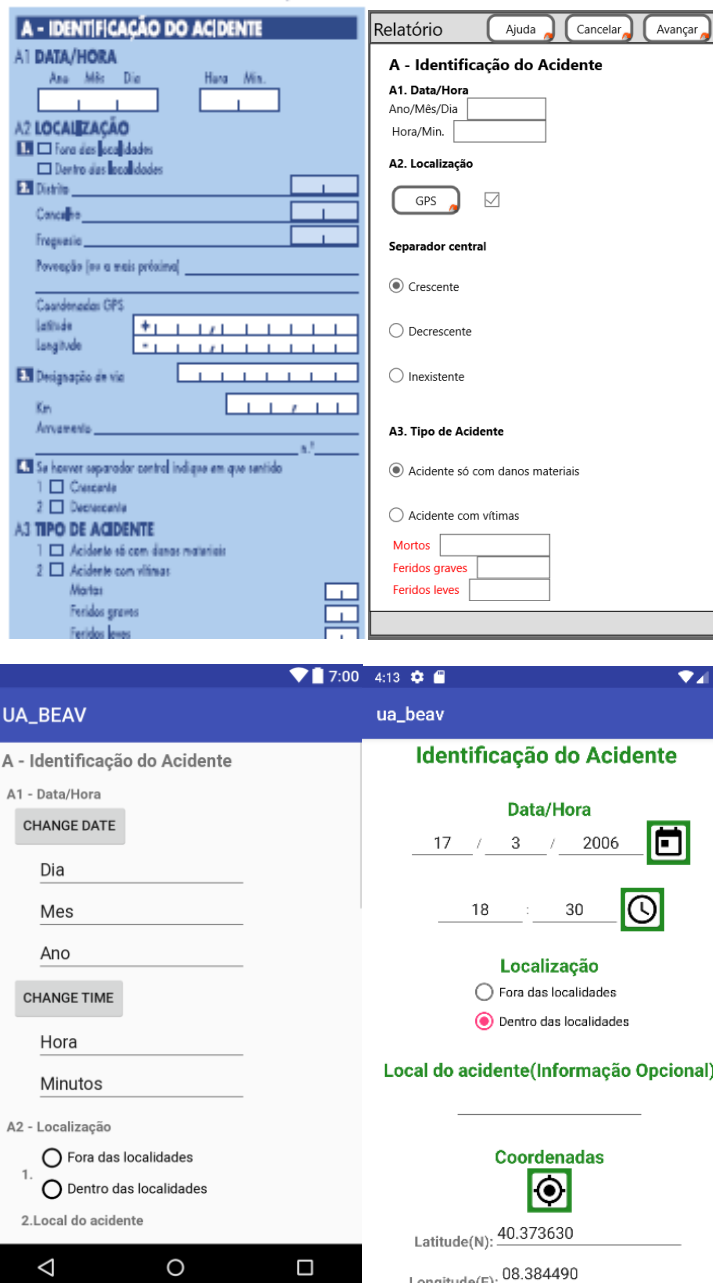 A - IDENTIFICAÇÃO DO ACIDENTE
A1 DATA/HORA
Ano Mês Dia Hora Min.
A2 LOCALIZAÇÃO
1. Fora das localidades
Dentro das localidades
2. Distrito
Concelho
Freguesia
Povoação (ou a mais próxima)
Coordenadas GPS
Latitude +
Longitude -
3. Designação da via
Km
Arruamento
n.º
4. Se houver separador central indique em que sentido
1 Crescente
2 Decrescente
A3 TIPO DE ACIDENTE
1 Acidente só com danos materiais
2 Acidente com vítimas
Mortos
Feridos graves
Feridos leves
Relatório Ajuda Cancelar Avançar
A - Identificação do Acidente
A1. Data/Hora
Ano/Mês/Dia
Hora/Min.
A2. Localização
GPS
Separador central
Crescente
Decrescente
Inexistente
A3. Tipo de Acidente
Acidente só com danos materiais
Acidente com vítimas
Mortos
Feridos graves
Feridos leves
7:00
UA_BEAV
A - Identificação do Acidente
A1 - Data/Hora
CHANGE DATE
Dia
Mes
Ano
CHANGE TIME
Hora
Minutos
A2 - Localização
1. Fora das localidades
Dentro das localidades
2.Local do acidente
4:13
ua_beav
Identificação do Acidente
Data/Hora
17 / 3 / 2006
18 : 30
Localização
Fora das localidades
Dentro das localidades
Local do acidente(Informação Opcional)
Coordenadas
Latitude(N): 40.373630
Longitude(E): 08.384490